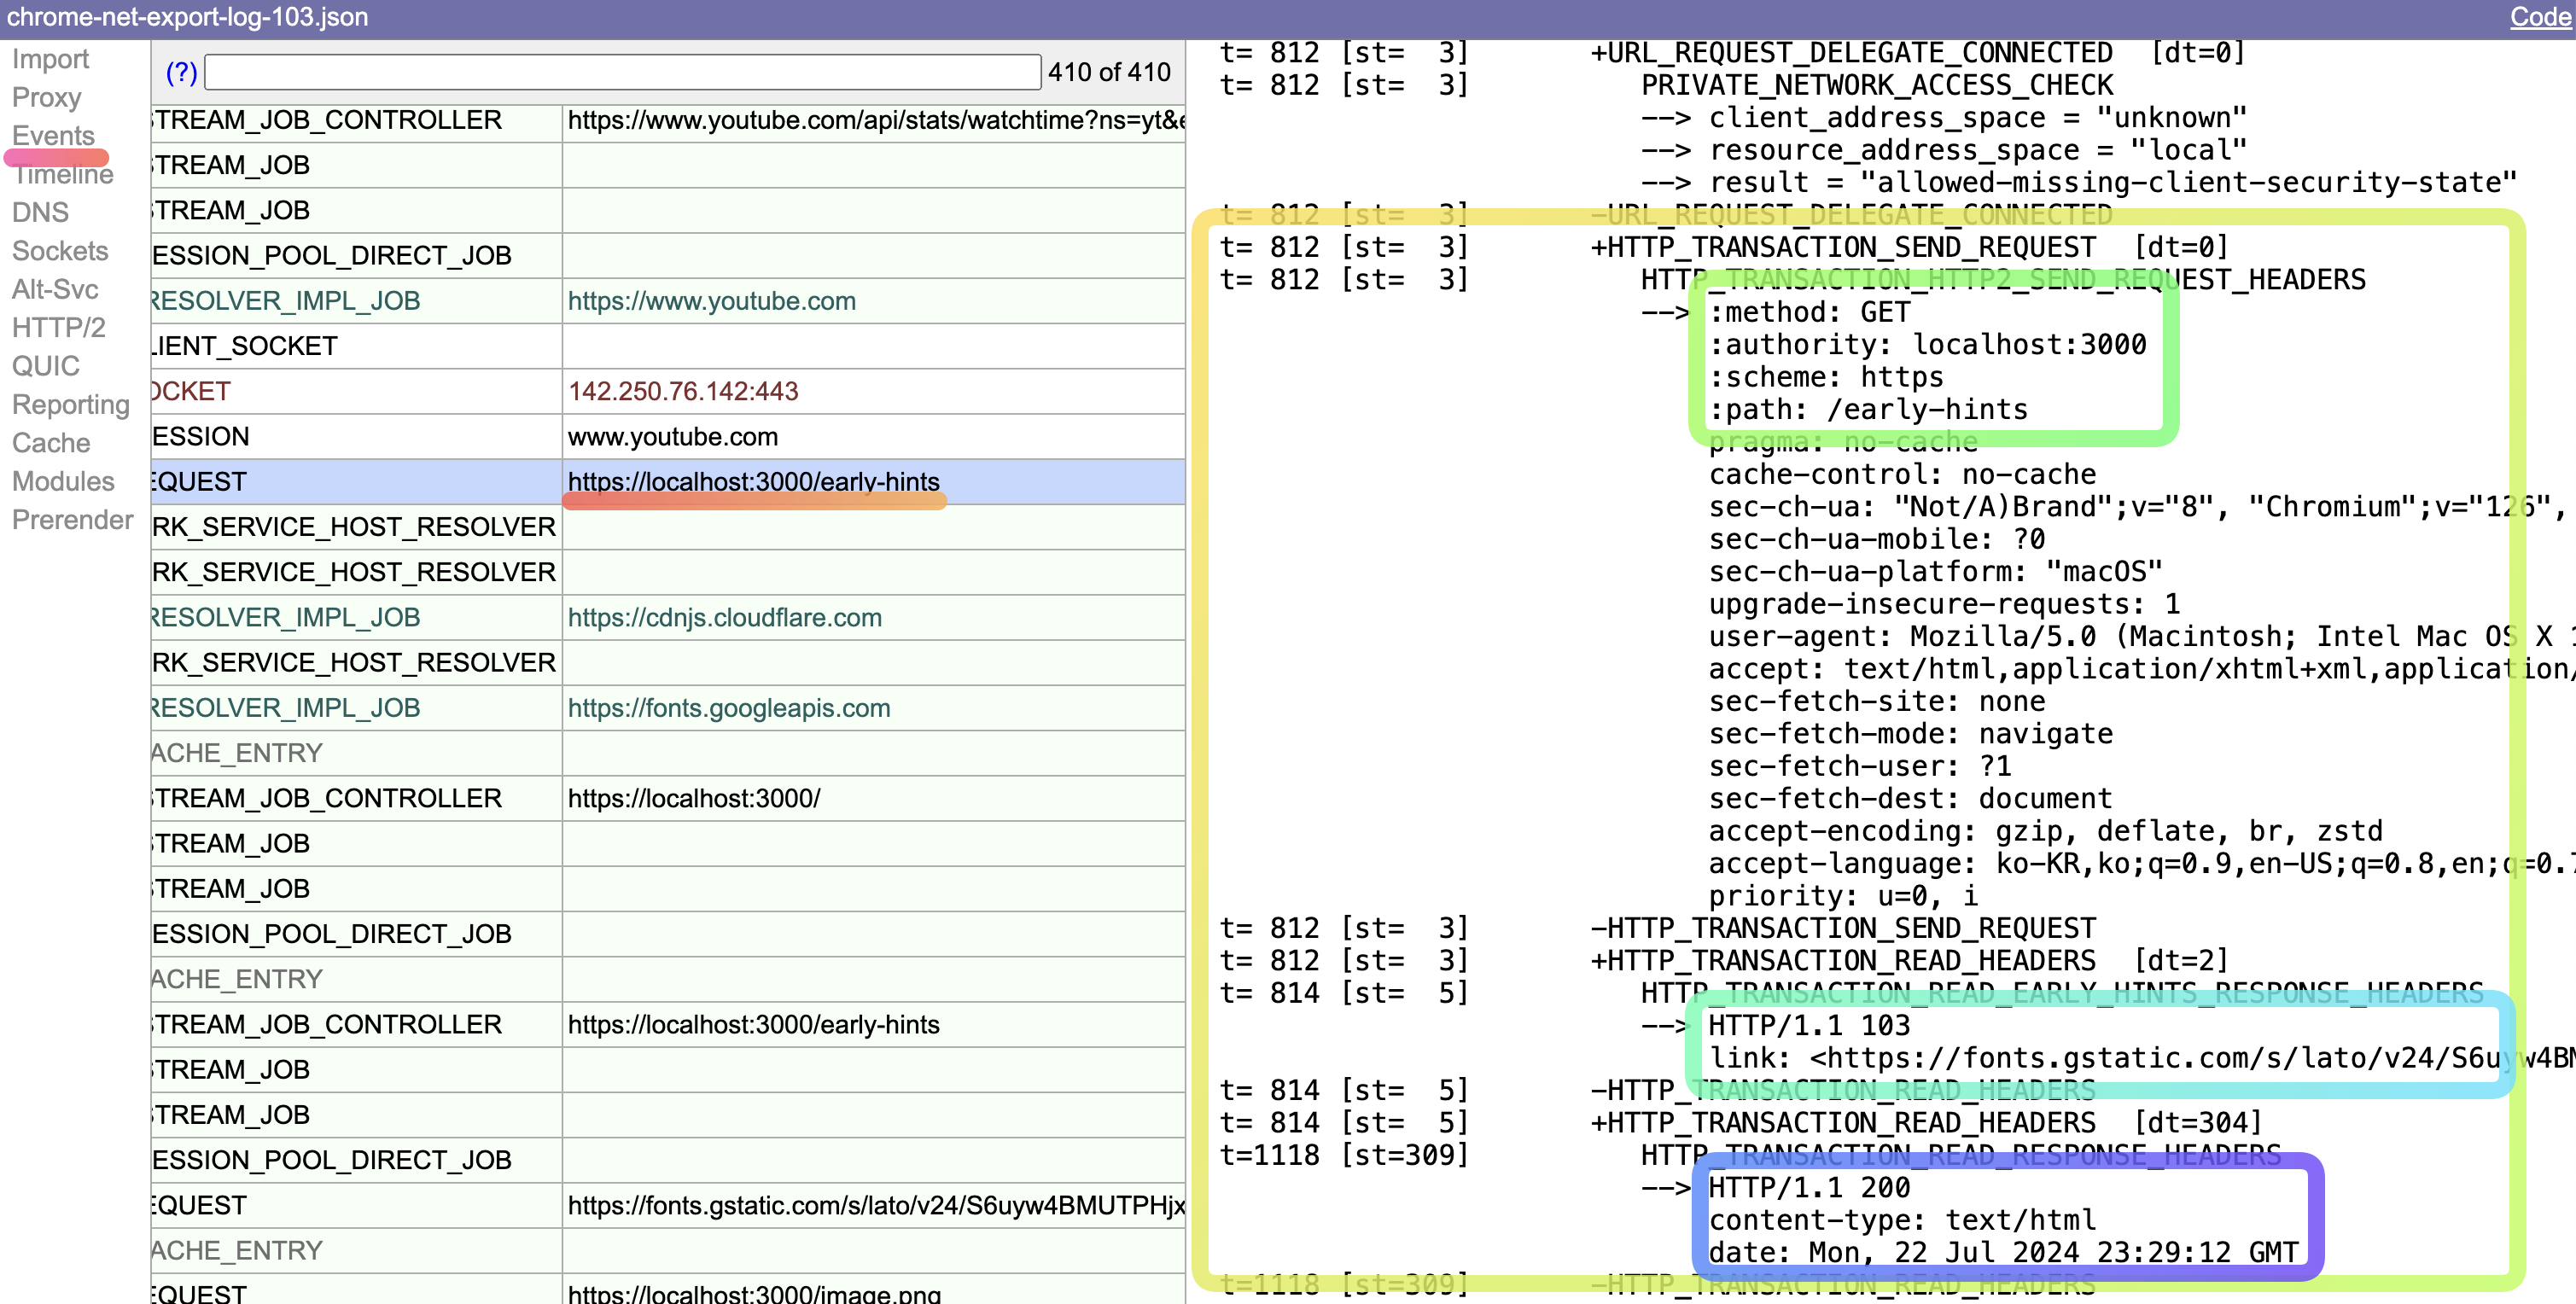 chrome-net-export-log-103.json
Code
Import
Proxy
Events
Timeline
DNS
Sockets
Alt-Svc
HTTP/2
QUIC
Reporting
Cache
Modules
Prerender
(?) 410 of 410
STREAM_JOB_CONTROLLER https://www.youtube.com/api/stats/watchtime?ns=yt&e
STREAM_JOB
STREAM_JOB
ESSION_POOL_DIRECT_JOB
RESOLVER_IMPL_JOB https://www.youtube.com
LIENT_SOCKET
OCKET 142.250.76.142:443
ESSION www.youtube.com
EQUEST https://localhost:3000/early-hints
RK_SERVICE_HOST_RESOLVER
RK_SERVICE_HOST_RESOLVER
RESOLVER_IMPL_JOB https://cdnjs.cloudflare.com
RK_SERVICE_HOST_RESOLVER
RESOLVER_IMPL_JOB https://fonts.googleapis.com
ACHE_ENTRY
STREAM_JOB_CONTROLLER https://localhost:3000/
STREAM_JOB
STREAM_JOB
ESSION_POOL_DIRECT_JOB
ACHE_ENTRY
STREAM_JOB_CONTROLLER https://localhost:3000/early-hints
STREAM_JOB
STREAM_JOB
ESSION_POOL_DIRECT_JOB
EQUEST https://fonts.gstatic.com/s/lato/v24/S6uyw4BMUTPHjx
ACHE_ENTRY
EQUEST https://localhost:3000/image.png
t= 812 [st= 3] +URL_REQUEST_DELEGATE_CONNECTED [dt=0]
t= 812 [st= 3] PRIVATE_NETWORK_ACCESS_CHECK
--> client_address_space = "unknown"
--> resource_address_space = "local"
--> result = "allowed-missing-client-security-state"
t= 812 [st= 3] -URL_REQUEST_DELEGATE_CONNECTED
t= 812 [st= 3] +HTTP_TRANSACTION_SEND_REQUEST [dt=0]
t= 812 [st= 3] HTTP_TRANSACTION_HTTP2_SEND_REQUEST_HEADERS
--> :method: GET
:authority: localhost:3000
:scheme: https
:path: /early-hints
pragma: no-cache
cache-control: no-cache
sec-ch-ua: "Not/A)Brand";v="8", "Chromium";v="126",
sec-ch-ua-mobile: ?0
sec-ch-ua-platform: "macOS"
upgrade-insecure-requests: 1
user-agent: Mozilla/5.0 (Macintosh; Intel Mac OS X 1
accept: text/html,application/xhtml+xml,application/
sec-fetch-site: none
sec-fetch-mode: navigate
sec-fetch-user: ?1
sec-fetch-dest: document
accept-encoding: gzip, deflate, br, zstd
accept-language: ko-KR,ko;q=0.9,en-US;q=0.8,en;q=0.7
priority: u=0, i
t= 812 [st= 3] -HTTP_TRANSACTION_SEND_REQUEST
t= 812 [st= 3] +HTTP_TRANSACTION_READ_HEADERS [dt=2]
t= 814 [st= 5] HTTP_TRANSACTION_READ_EARLY_HINTS_RESPONSE_HEADERS
--> HTTP/1.1 103
link: <https://fonts.gstatic.com/s/lato/v24/S6uyw4BM
t= 814 [st= 5] -HTTP_TRANSACTION_READ_HEADERS
t= 814 [st= 5] +HTTP_TRANSACTION_READ_HEADERS [dt=304]
t=1118 [st=309] HTTP_TRANSACTION_READ_RESPONSE_HEADERS
--> HTTP/1.1 200
content-type: text/html
date: Mon, 22 Jul 2024 23:29:12 GMT
t=1118 [st=309] -HTTP_TRANSACTION_READ_HEADERS